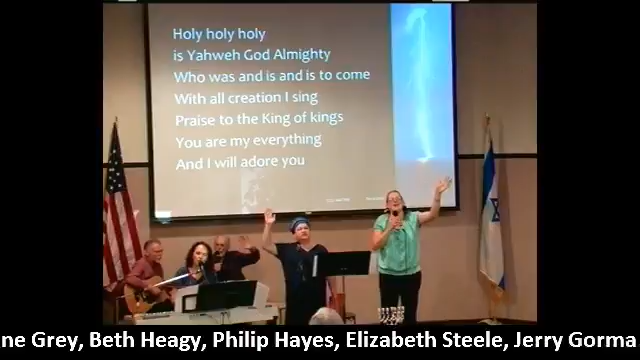 Holy holy holy
is Yahweh God Almighty
Who was and is and is to come
With all creation I sing
Praise to the King of kings
You are my everything
And I will adore you
ne Grey, Beth Heagy, Philip Hayes, Elizabeth Steele, Jerry Gorma